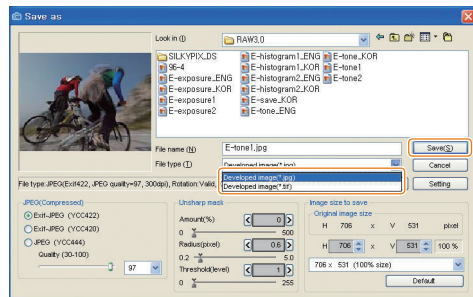 Save as
Look in (I) RAW3,0
SILKYPIX_DS E-histogram1_ENG E-tone_KOR
96-4 E-histogram1_KOR E-tone1
E-exposure_ENG E-histogram2_ENG E-tone2
E-exposure_KOR E-histogram2_KOR
E-exposure1 E-save_KOR
E-exposure2 E-tone_ENG
File name (N) E-tone1.jpg Save(S)
File type (T) Developed image(*.jpg) Cancel
Developed image(*.jpg)
Developed image(*.tif)
File type:JPEG(Exif422, JPEG quality=97, 300dpi), Rotation:Valid, Setting
JPEG(Compressed) Unsharp mask Image size to save
Exif-JPEG (YCC422) Amount(%) 0 Original image size
0 500 H 706 x V 531 pixel
Exif-JPEG (YCC420) Radius(pixel) 0.6 H 706 x V 531 100 %
JPEG (YCC444) 0.2 5.0
Quality (30-100) Threshold(level) 1 706 x 531 (100% size)
97 0 255 Default